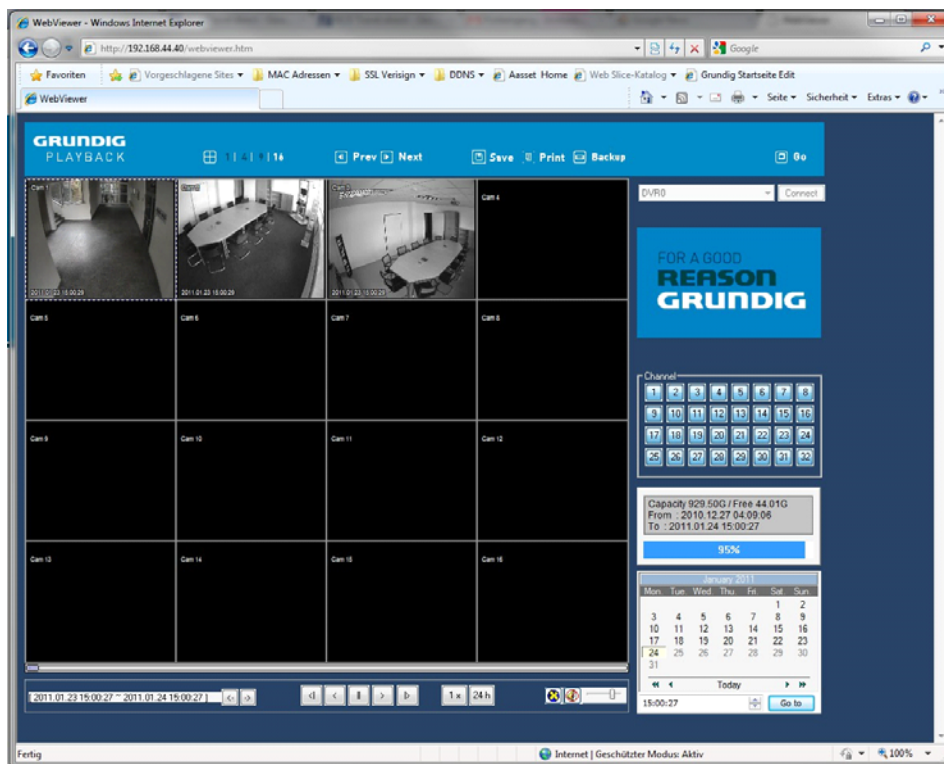 WebViewer - Windows Internet Explorer
http://192.168.44.40/webviewer.htm
Google
Favoriten
Vorgeschlagene Sites
MAC Adressen
SSL Verisign
DDNS
Aasset Home
Web Slice-Katalog
Grundig Startseite Edit
WebViewer
Seite
Sicherheit
Extras
GRUNDIG
PLAYBACK
1 | 4 | 9 | 16
Prev
Next
Save
Print
Backup
Go
DVR0
Connect
Cam 1
2011.01.23 15:00:29
2011.01.23 15:00:29
2011.01.23 15:00:29
Cam 4
Cam 5
Cam 6
Cam 7
Cam 8
Cam 9
Cam 10
Cam 11
Cam 12
Cam 13
Cam 14
Cam 15
Cam 16
FOR A GOOD
REASON
GRUNDIG
Channel
1 2 3 4 5 6 7 8
9 10 11 12 13 14 15 16
17 18 19 20 21 22 23 24
25 26 27 28 29 30 31 32
Capacity 929.50G / Free 44.01G
From : 2010.12.27 04:09:06
To : 2011.01.24 15:00:27
95%
January 2011
Mon. Tue. Wed. Thu. Fri. Sat. Sun.
1 2
3 4 5 6 7 8 9
10 11 12 13 14 15 16
17 18 19 20 21 22 23
24 25 26 27 28 29 30
31
Today
15:00:27
Go to
[ 2011.01.23 15:00:27 ~ 2011.01.24 15:00:27 ]
1 x
24 h
Fertig
Internet | Geschützter Modus: Aktiv
100%